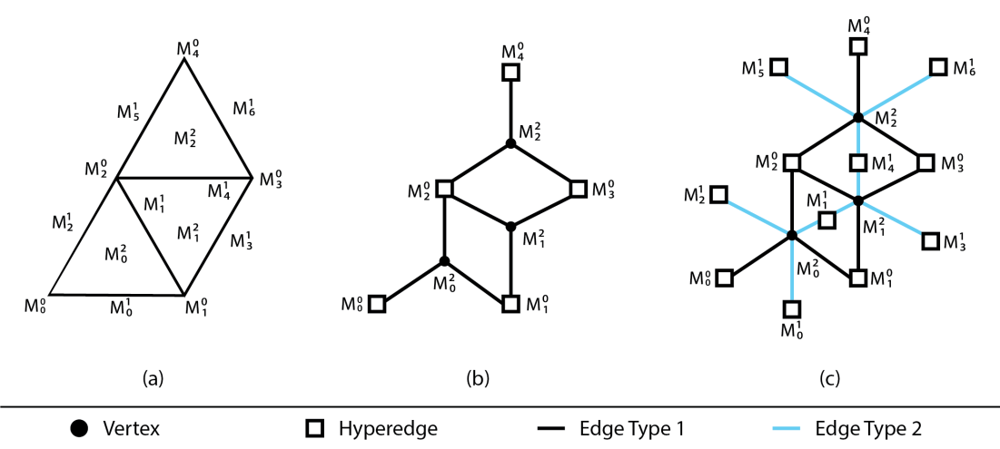 M⁰₄
M¹₅
M¹₆
M²₂
M⁰₂
M⁰₃
M¹₄
M¹₁
M¹₂
M²₁
M¹₃
M²₀
M⁰₀
M¹₀
M⁰₁
(a)
M⁰₄
M²₂
M⁰₂
M⁰₃
M²₁
M²₀
M⁰₀
M⁰₁
(b)
M⁰₄
M¹₅
M¹₆
M²₂
M⁰₂
M¹₄
M⁰₃
M¹₂
M¹₁
M²₁
M¹₃
M²₀
M⁰₀
M⁰₁
M¹₀
(c)
Vertex
Hyperedge
Edge Type 1
Edge Type 2